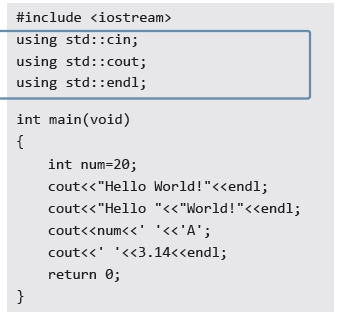 #include <iostream>
using std::cin;
using std::cout;
using std::endl;
int main(void)
{
int num=20;
cout<<"Hello World!"<<endl;
cout<<"Hello "<<"World!"<<endl;
cout<<num<<' '<<'A';
cout<<' '<<3.14<<endl;
return 0;
}